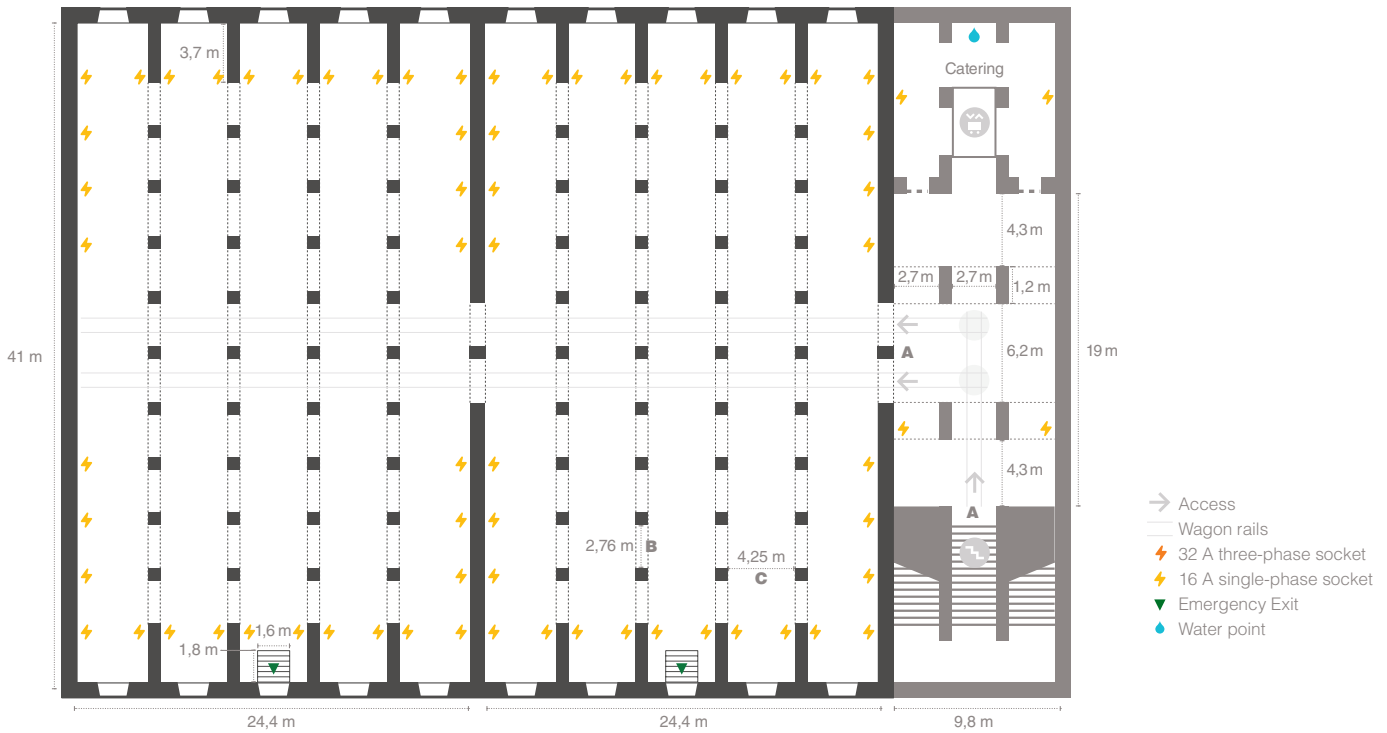 3,7 m
Catering
4,3 m
2,7 m
2,7 m
1,2 m
41 m
A
6,2 m
19 m
4,3 m
A
2,76 m
B
4,25 m
C
1,6 m
1,8 m
24,4 m
24,4 m
9,8 m
Access
Wagon rails
32 A three-phase socket
16 A single-phase socket
Emergency Exit
Water point